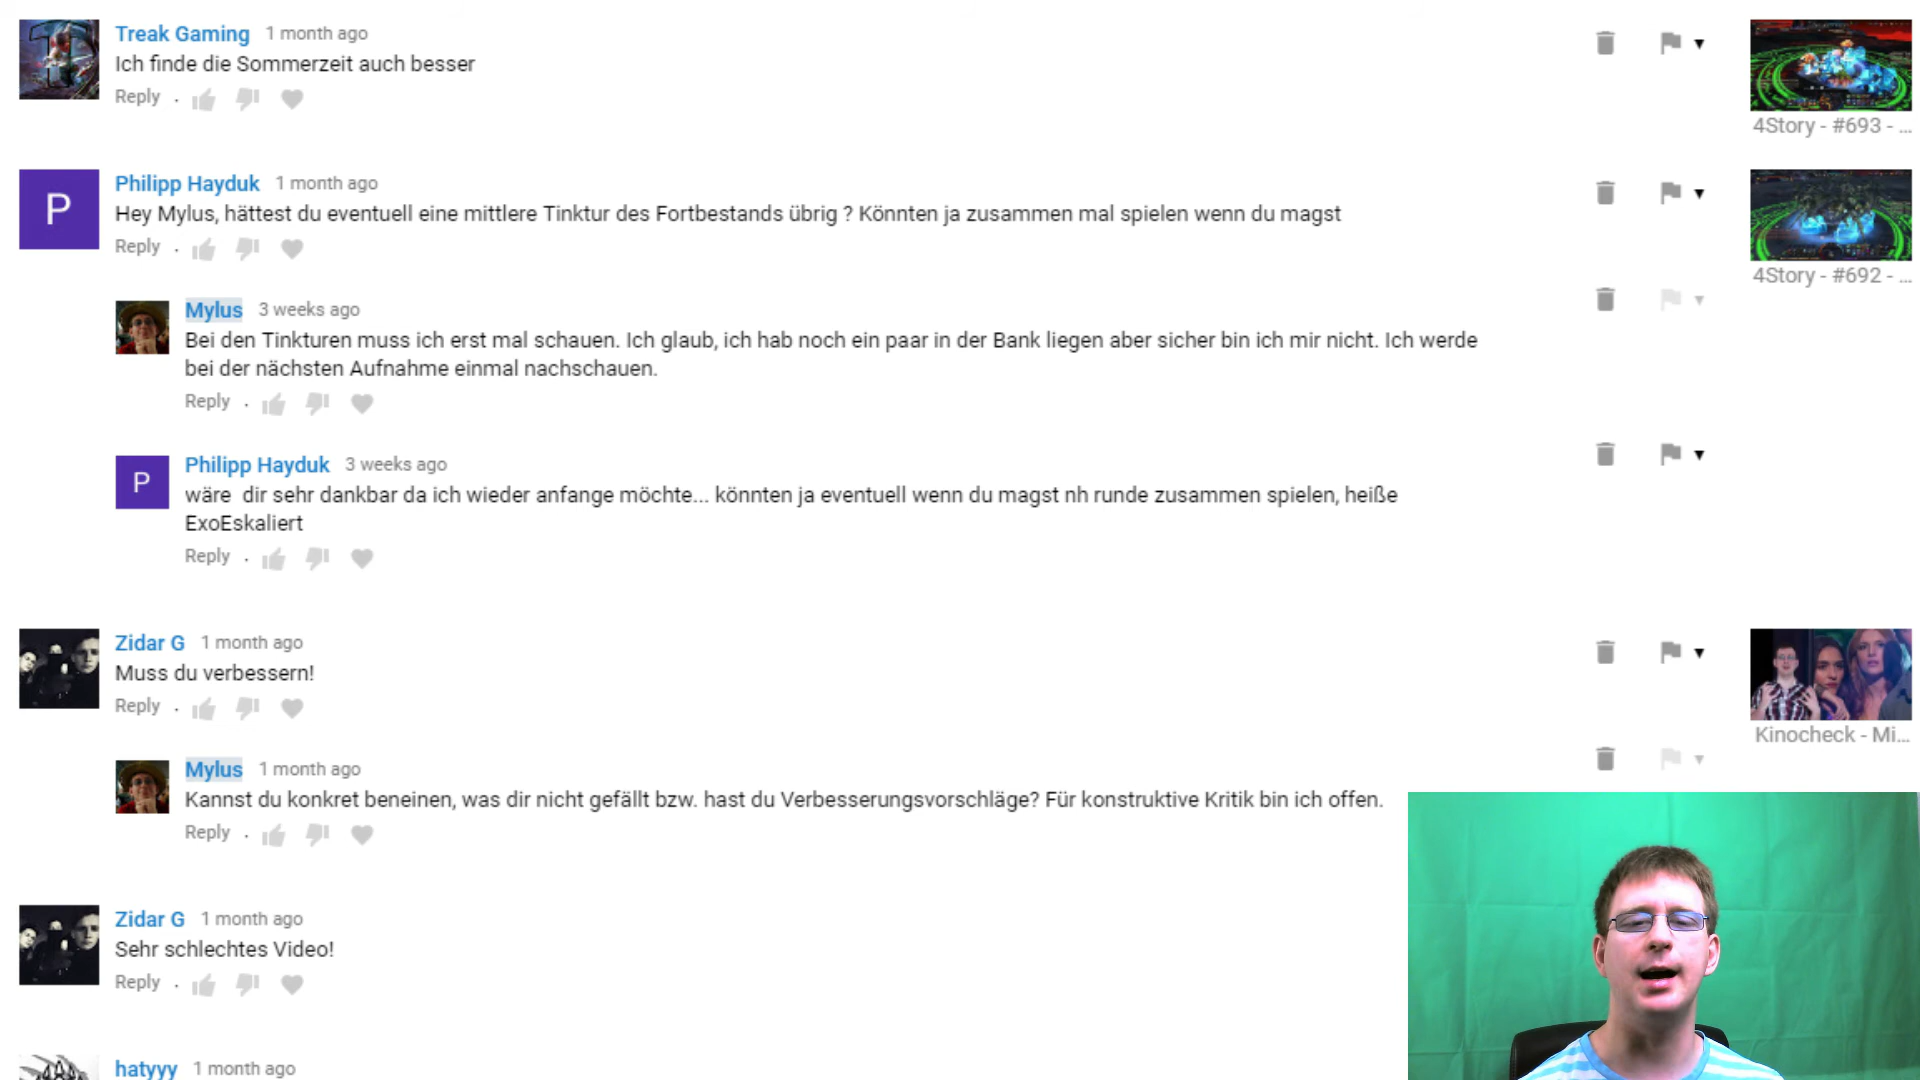 Treak Gaming 1 month ago
Ich finde die Sommerzeit auch besser
Reply .
4Story - #693 - ...
Philipp Hayduk 1 month ago
Hey Mylus, hättest du eventuell eine mittlere Tinktur des Fortbestands übrig ? Könnten ja zusammen mal spielen wenn du magst
Reply .
4Story - #692 - ...
Mylus 3 weeks ago
Bei den Tinkturen muss ich erst mal schauen. Ich glaub, ich hab noch ein paar in der Bank liegen aber sicher bin ich mir nicht. Ich werde
bei der nächsten Aufnahme einmal nachschauen.
Reply .
P
Philipp Hayduk 3 weeks ago
wäre  dir sehr dankbar da ich wieder anfange möchte... könnten ja eventuell wenn du magst nh runde zusammen spielen, heiße
ExoEskaliert
Reply .
P
Zidar G 1 month ago
Muss du verbessern!
Reply .
Kinocheck - Mi...
Mylus 1 month ago
Kannst du konkret beneinen, was dir nicht gefällt bzw. hast du Verbesserungsvorschläge? Für konstruktive Kritik bin ich offen.
Reply .
Zidar G 1 month ago
Sehr schlechtes Video!
Reply .
hatyyy 1 month ago